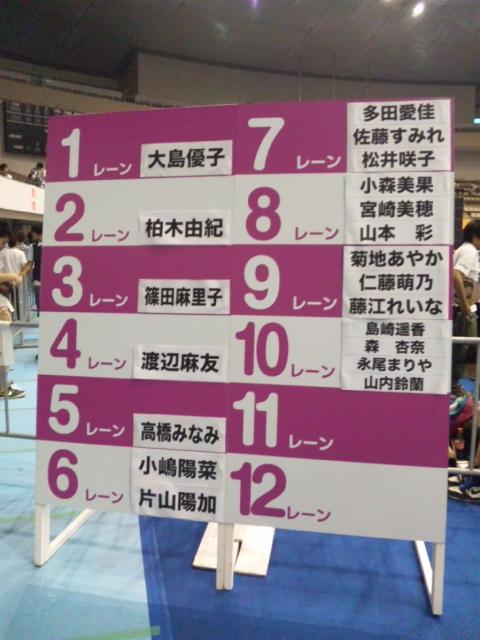 1 レーン 大島優子
2 レーン 柏木由紀
3 レーン 篠田麻里子
4 レーン 渡辺麻友
5 レーン 高橋みなみ
6 レーン 小嶋陽菜
片山陽加
7 レーン 多田愛佳
佐藤すみれ
松井咲子
8 レーン 小森美果
宮崎美穂
山本 彩
9 レーン 菊地あやか
仁藤萌乃
藤江れいな
10 レーン 島崎遥香
森 杏奈
永尾まりや
山内鈴蘭
11 レーン
12 レーン